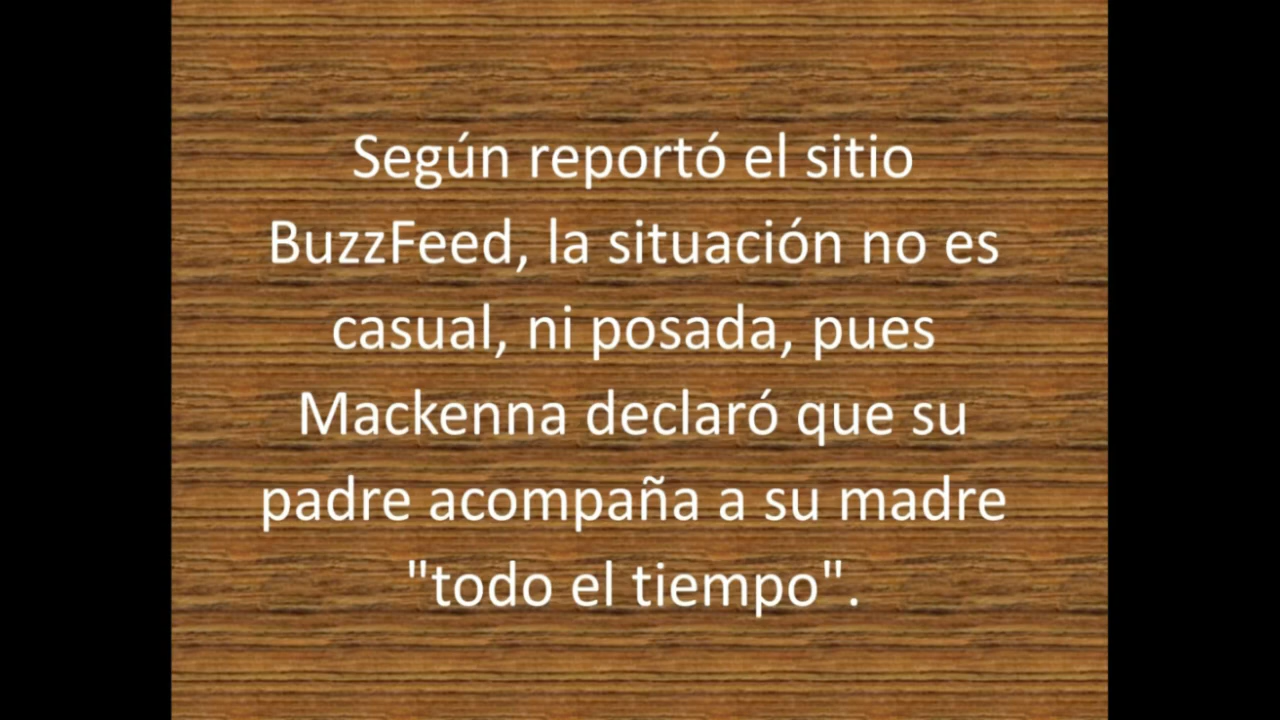 Según reportó el sitio
BuzzFeed, la situación no es
casual, ni posada, pues
Mackenna declaró que su
padre acompaña a su madre
"todo el tiempo".